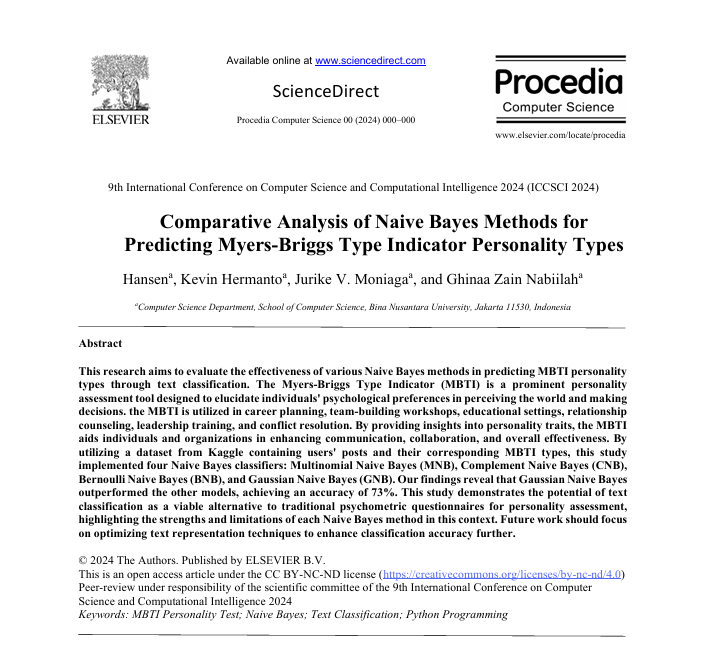 Available online at www.sciencedirect.com
ScienceDirect
Procedia Computer Science 00 (2024) 000–000
ELSEVIER
Procedia
Computer Science
www.elsevier.com/locate/procedia
9th International Conference on Computer Science and Computational Intelligence 2024 (ICCSCI 2024)
Comparative Analysis of Naive Bayes Methods for
Predicting Myers-Briggs Type Indicator Personality Types
Hansenᵃ, Kevin Hermantoᵃ, Jurike V. Moniagaᵃ, and Ghinaa Zain Nabiilahᵃ
ᵃComputer Science Department, School of Computer Science, Bina Nusantara University, Jakarta 11530, Indonesia
Abstract
This research aims to evaluate the effectiveness of various Naive Bayes methods in predicting MBTI personality
types through text classification. The Myers-Briggs Type Indicator (MBTI) is a prominent personality
assessment tool designed to elucidate individuals' psychological preferences in perceiving the world and making
decisions. the MBTI is utilized in career planning, team-building workshops, educational settings, relationship
counseling, leadership training, and conflict resolution. By providing insights into personality traits, the MBTI
aids individuals and organizations in enhancing communication, collaboration, and overall effectiveness. By
utilizing a dataset from Kaggle containing users' posts and their corresponding MBTI types, this study
implemented four Naive Bayes classifiers: Multinomial Naive Bayes (MNB), Complement Naive Bayes (CNB),
Bernoulli Naive Bayes (BNB), and Gaussian Naive Bayes (GNB). Our findings reveal that Gaussian Naive Bayes
outperformed the other models, achieving an accuracy of 73%. This study demonstrates the potential of text
classification as a viable alternative to traditional psychometric questionnaires for personality assessment,
highlighting the strengths and limitations of each Naive Bayes method in this context. Future work should focus
on optimizing text representation techniques to enhance classification accuracy further.
© 2024 The Authors. Published by ELSEVIER B.V.
This is an open access article under the CC BY-NC-ND license (https://creativecommons.org/licenses/by-nc-nd/4.0)
Peer-review under responsibility of the scientific committee of the 9th International Conference on Computer
Science and Computational Intelligence 2024
Keywords: MBTI Personality Test; Naive Bayes; Text Classification; Python Programming